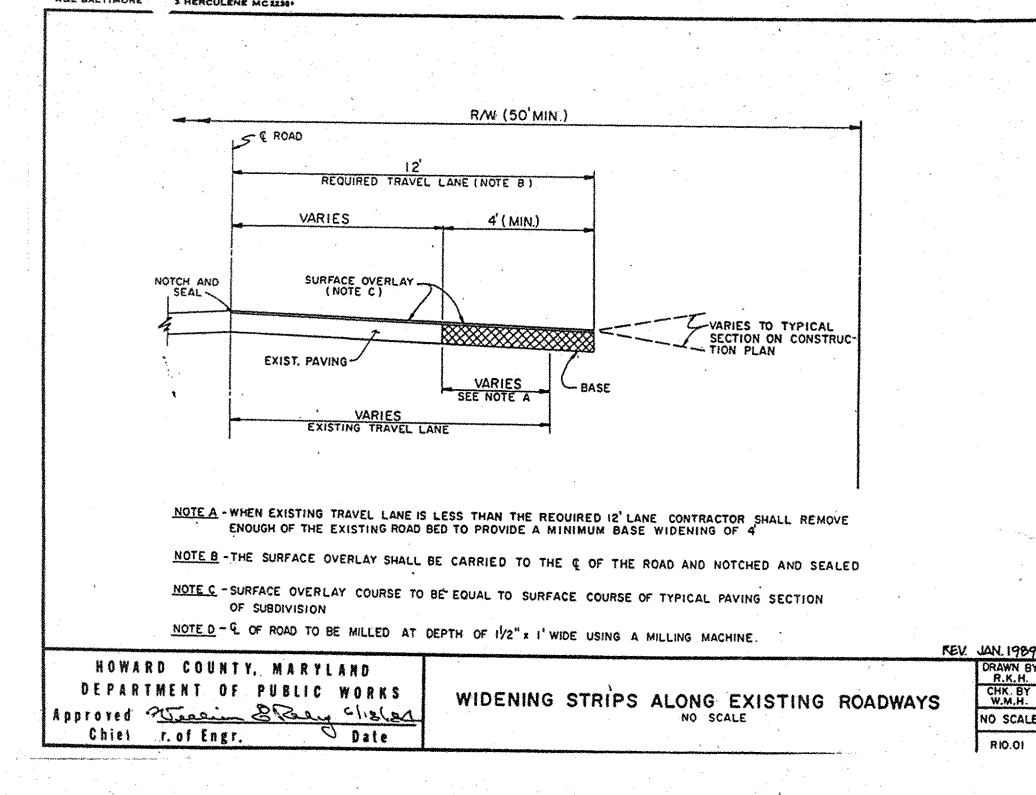 BALTIMORE
HERCULENE
R/W (50' MIN.)
℄ ROAD
12'
REQUIRED TRAVEL LANE (NOTE B)
VARIES
4' (MIN.)
NOTCH AND
SEAL
SURFACE OVERLAY
(NOTE C)
VARIES TO TYPICAL
SECTION ON CONSTRUC-
TION PLAN
EXIST. PAVING
VARIES
SEE NOTE A
BASE
VARIES
EXISTING TRAVEL LANE
NOTE A - WHEN EXISTING TRAVEL LANE IS LESS THAN THE REQUIRED 12' LANE CONTRACTOR SHALL REMOVE
ENOUGH OF THE EXISTING ROAD BED TO PROVIDE A MINIMUM BASE WIDENING OF 4'
NOTE B - THE SURFACE OVERLAY SHALL BE CARRIED TO THE ℄ OF THE ROAD AND NOTCHED AND SEALED
NOTE C - SURFACE OVERLAY COURSE TO BE EQUAL TO SURFACE COURSE OF TYPICAL PAVING SECTION
OF SUBDIVISION
NOTE D - ℄ OF ROAD TO BE MILLED AT DEPTH OF 1 1/2" x 1' WIDE USING A MILLING MACHINE.
REV. JAN. 1989
HOWARD COUNTY, MARYLAND
DEPARTMENT OF PUBLIC WORKS
Approved
Chief r. of Engr. Date
WIDENING STRIPS ALONG EXISTING ROADWAYS
NO SCALE
DRAWN BY
R.K.H.
CHK. BY
W.M.H.
NO SCALE
R10.01